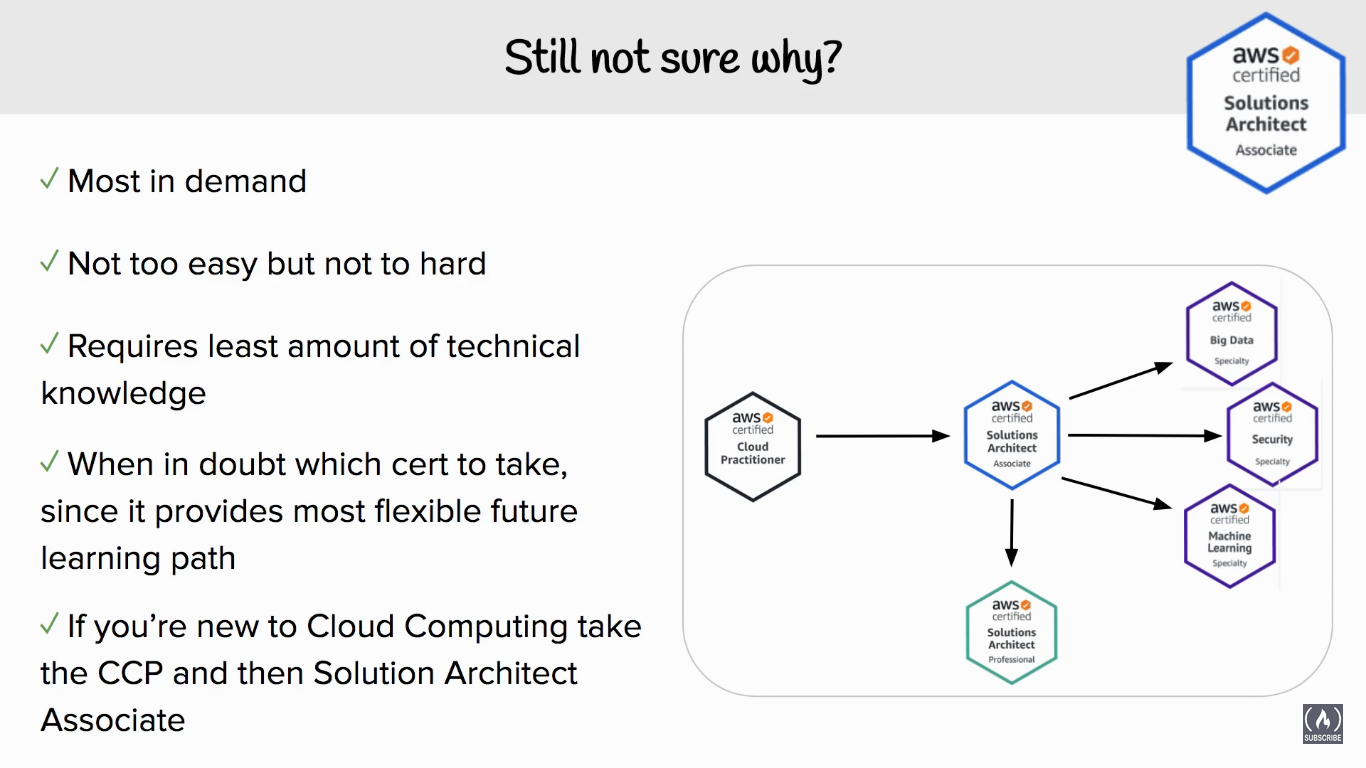 Still not sure why?
aws
certified
Solutions
Architect
Associate
✓ Most in demand
✓ Not too easy but not to hard
✓ Requires least amount of technical
knowledge
✓ When in doubt which cert to take,
since it provides most flexible future
learning path
✓ If you’re new to Cloud Computing take
the CCP and then Solution Architect
Associate
aws
certified
Cloud
Practitioner
aws
certified
Solutions
Architect
Associate
aws
certified
Big Data
Specialty
aws
certified
Security
Specialty
aws
certified
Machine
Learning
Specialty
aws
certified
Solutions
Architect
Professional
SUBSCRIBE